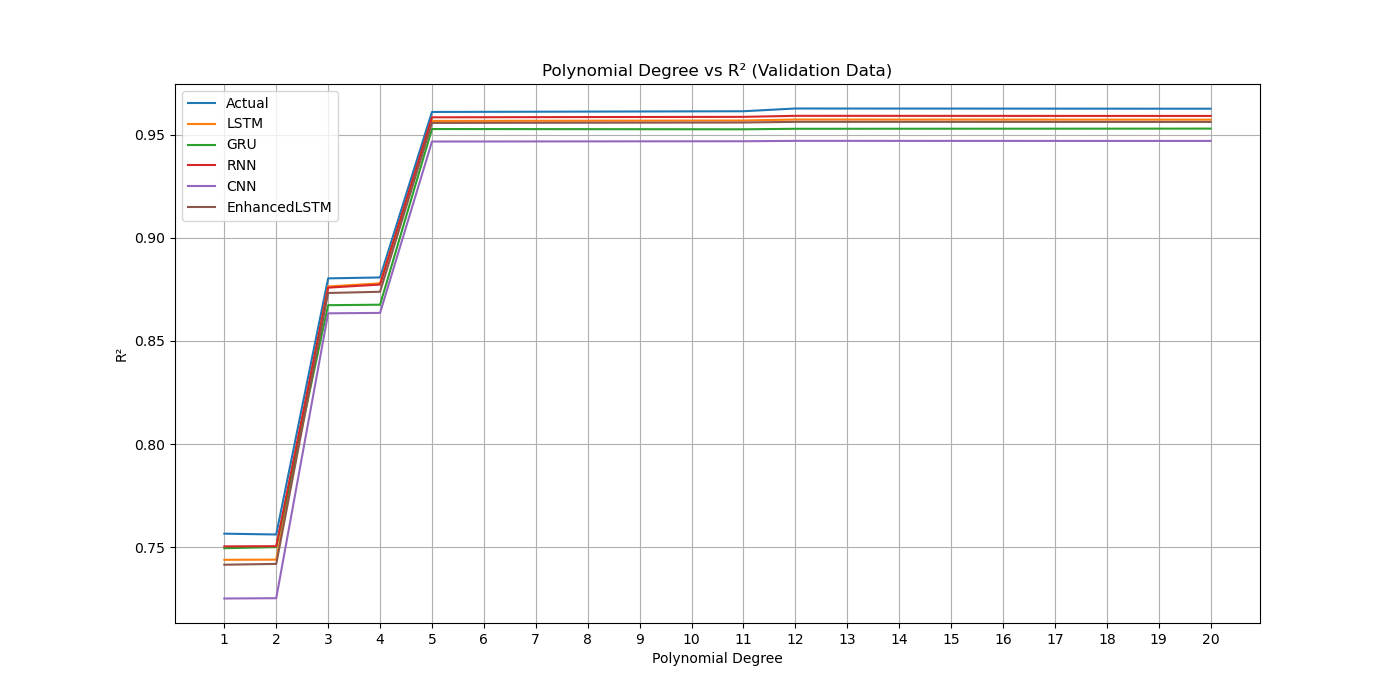 Polynomial Degree vs R² (Validation Data)
Actual
LSTM
GRU
RNN
CNN
EnhancedLSTM
0.95
0.90
0.85
0.80
0.75
R²
1 2 3 4 5 6 7 8 9 10 11 12 13 14 15 16 17 18 19 20
Polynomial Degree